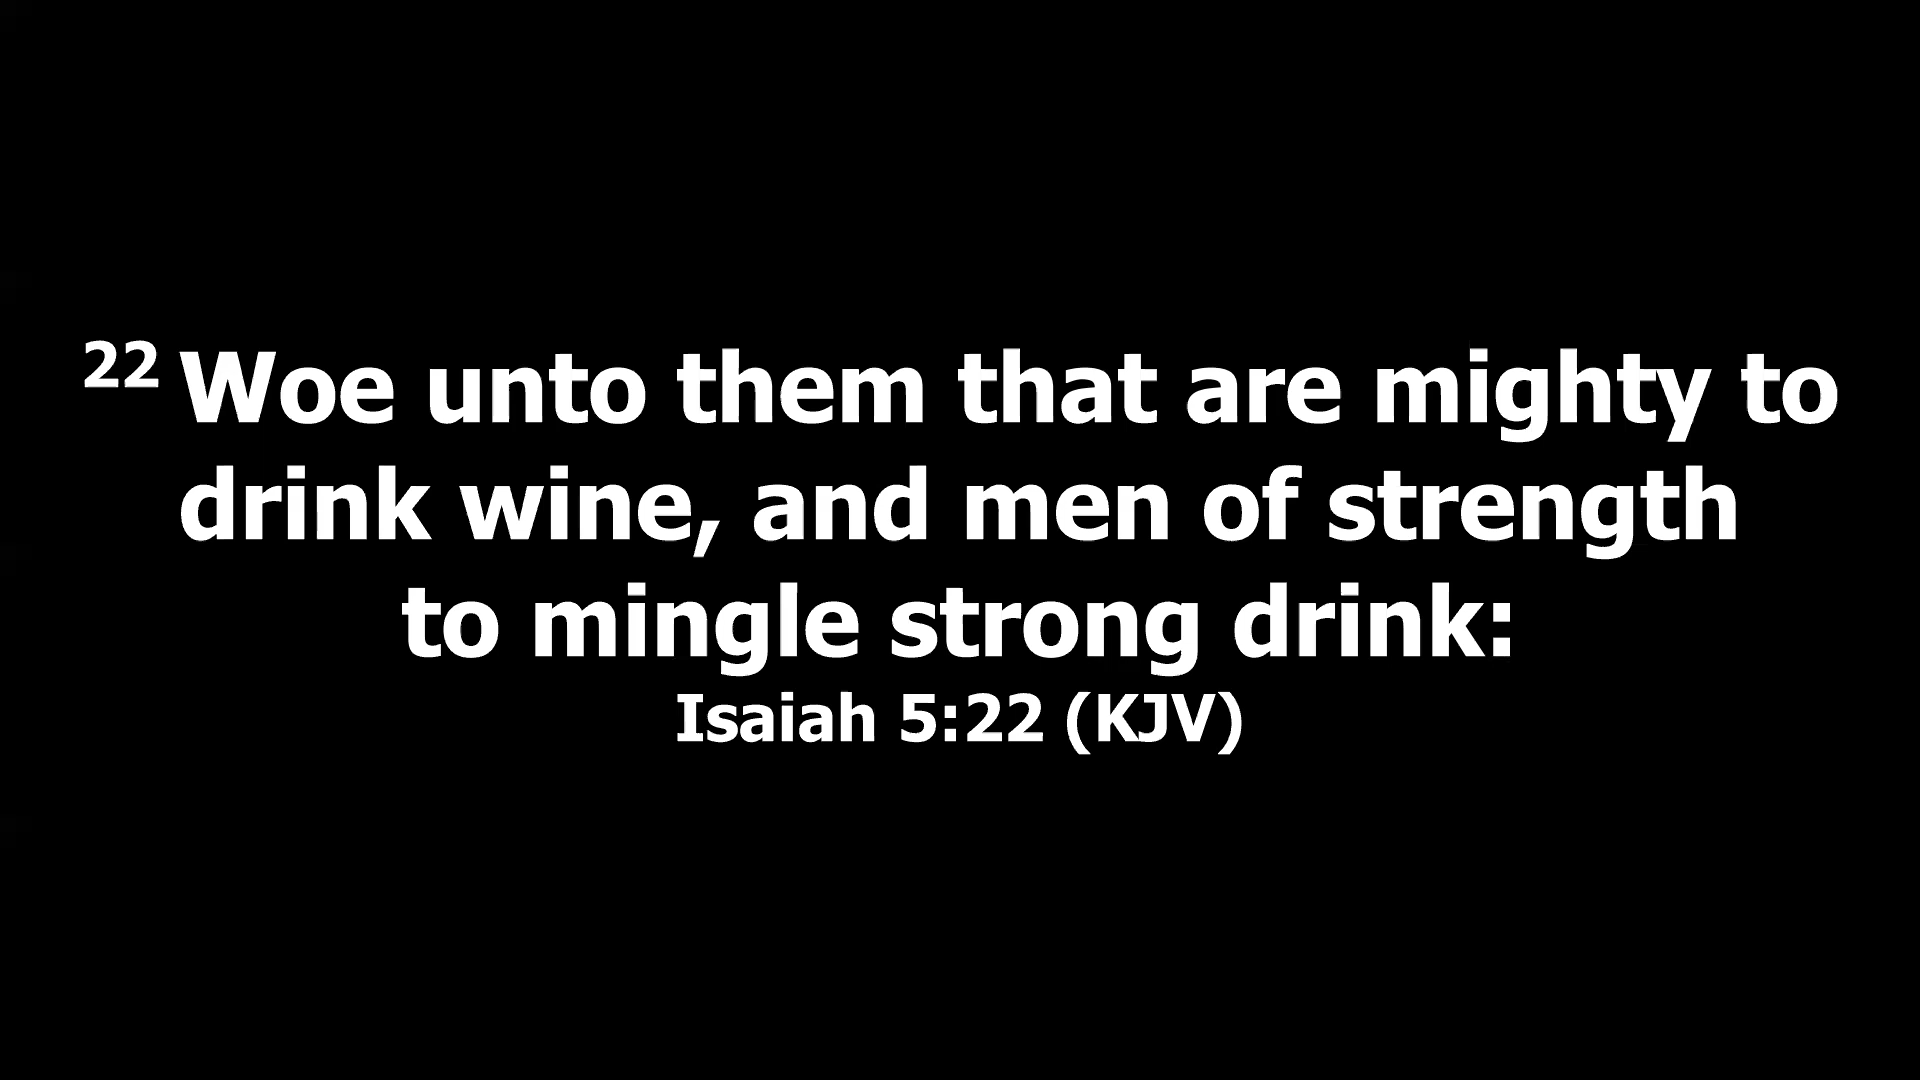 22 Woe unto them that are mighty to
drink wine, and men of strength
to mingle strong drink:
Isaiah 5:22 (KJV)